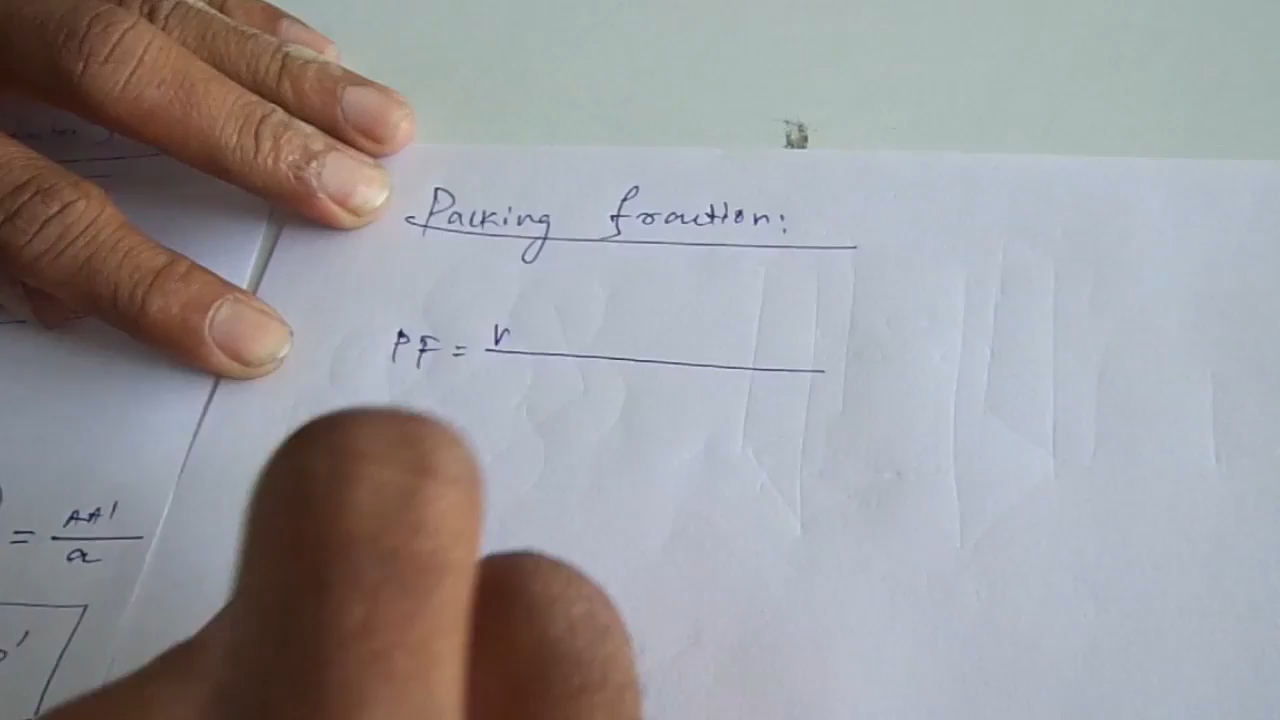 Packing fraction:
PF = V
= AA'
a